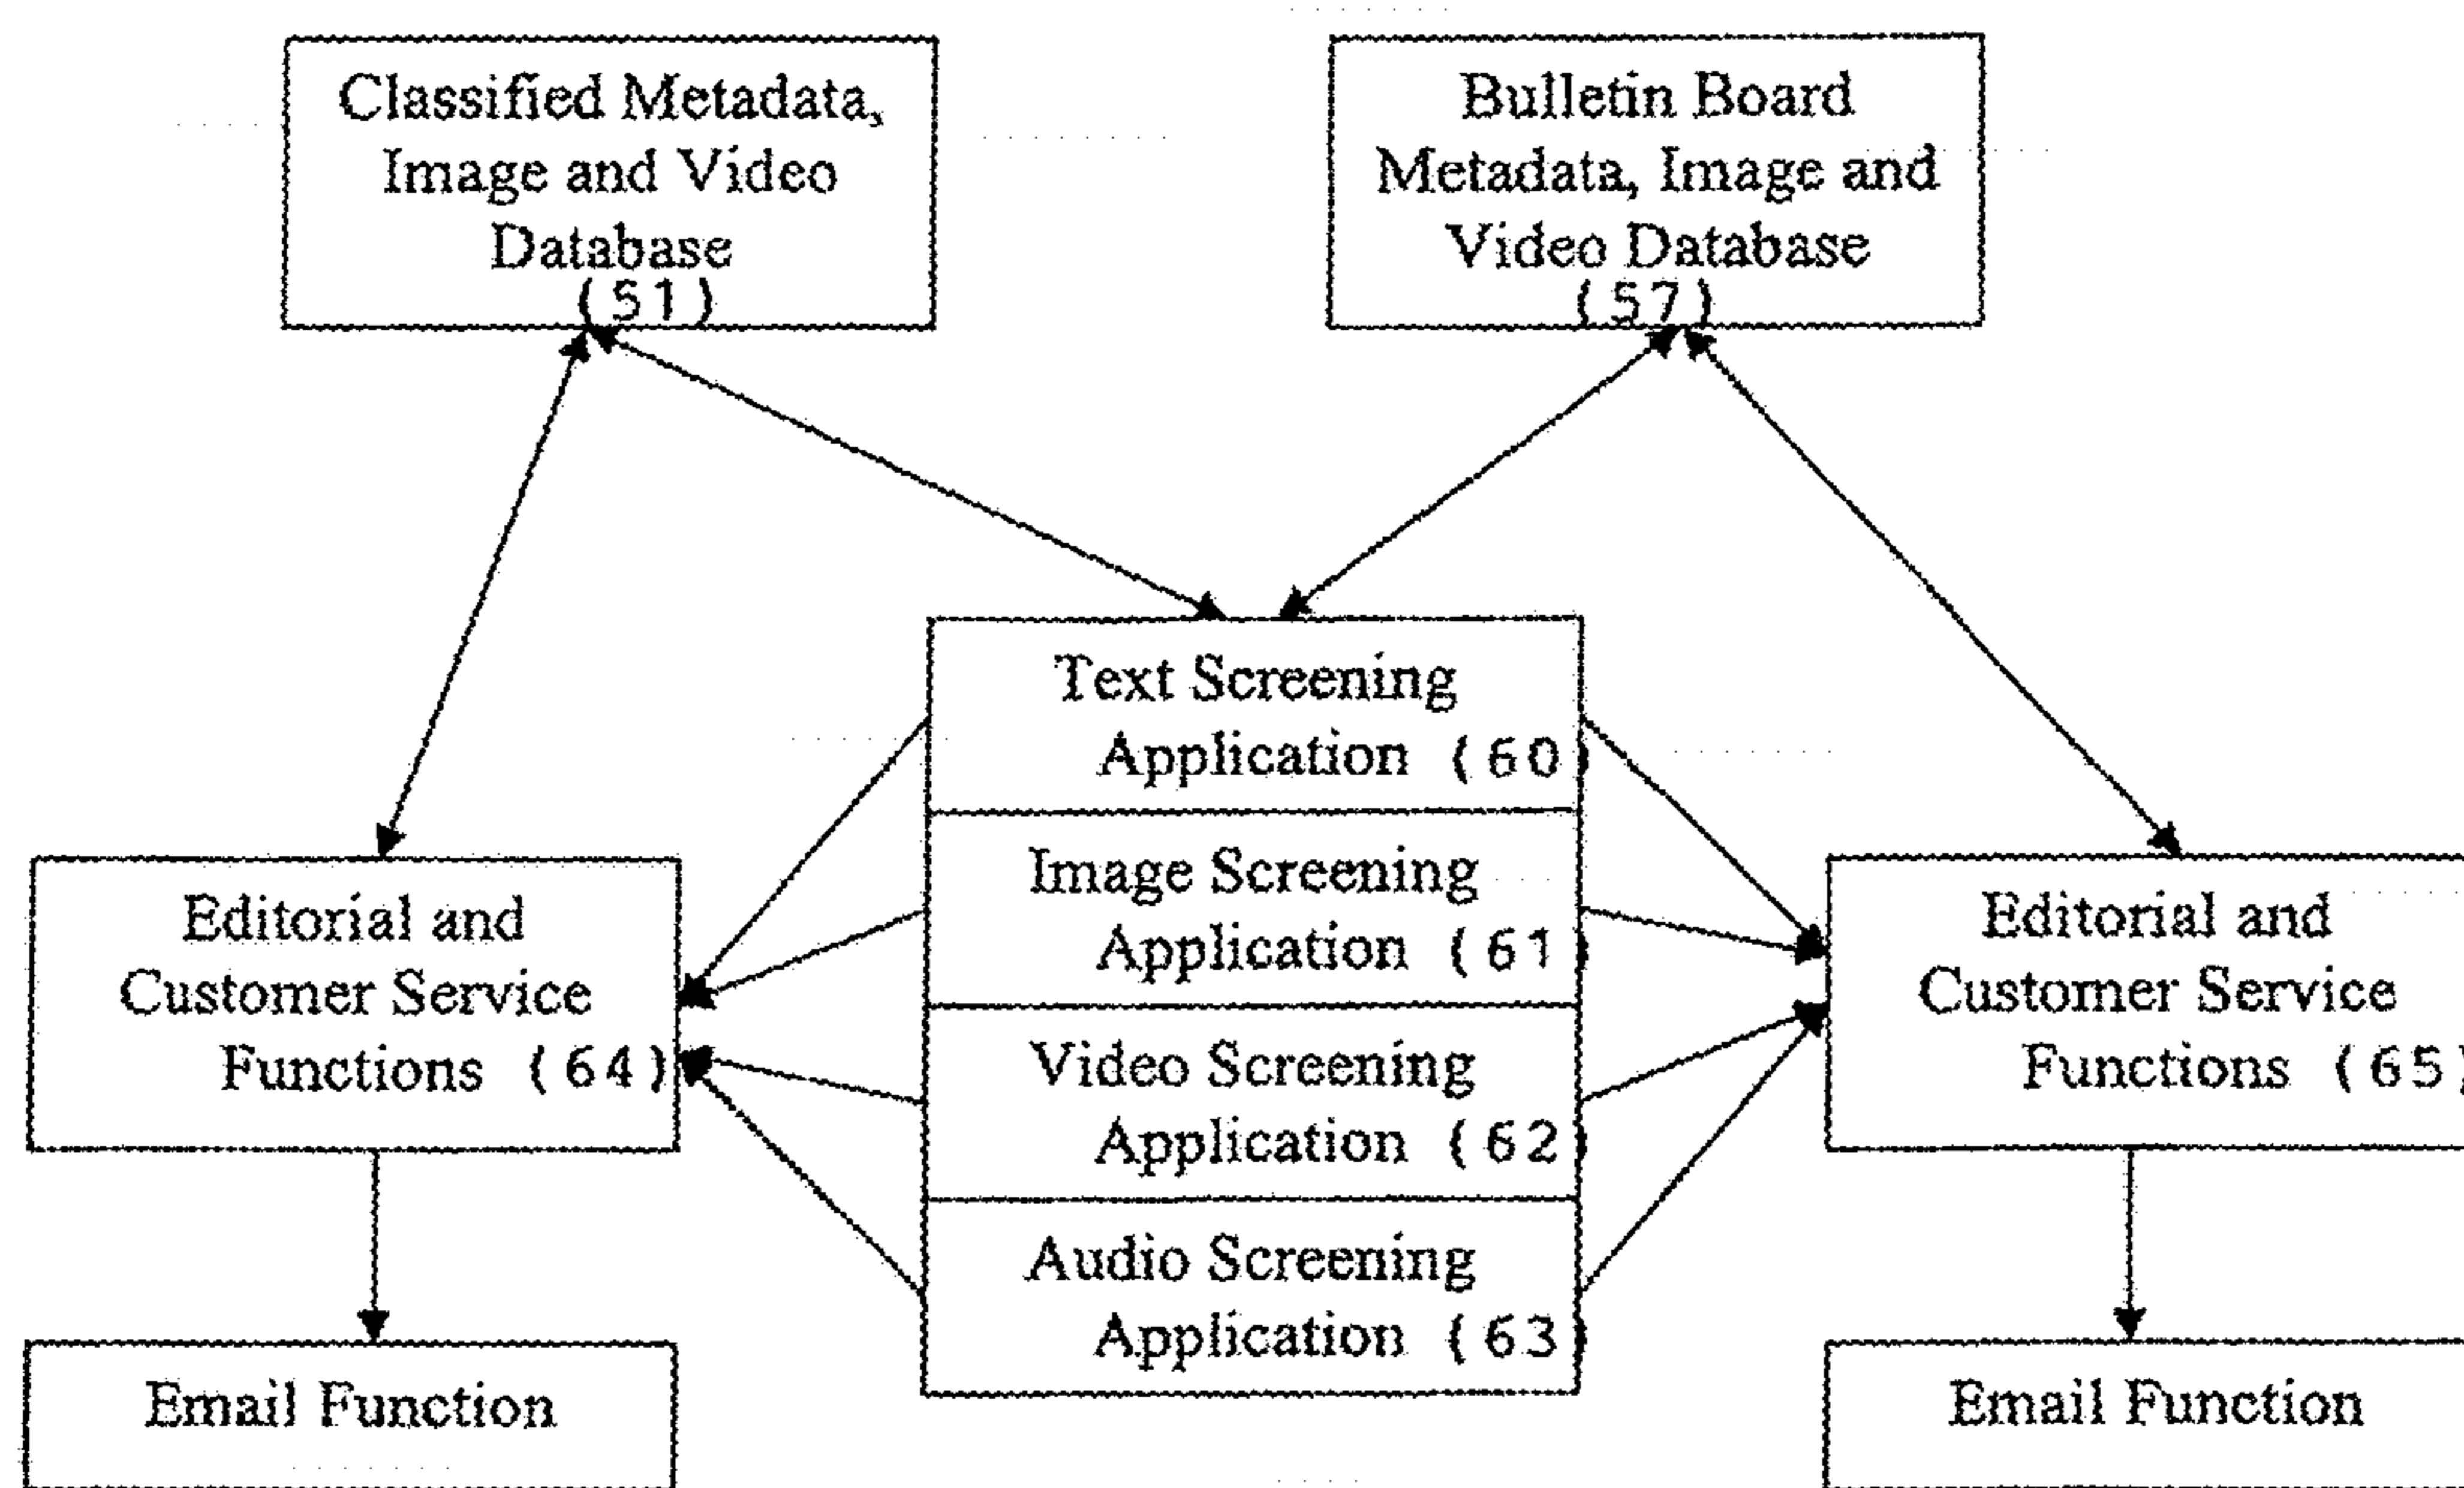 Classified Metadata,
Image and Video
Database
(51)
Bulletin Board
Metadata, Image and
Video Database
(57)
Text Screening
Application (60)
Image Screening
Application (61)
Video Screening
Application (62)
Audio Screening
Application (63)
Editorial and
Customer Service
Functions (64)
Editorial and
Customer Service
Functions (65)
Email Function
Email Function